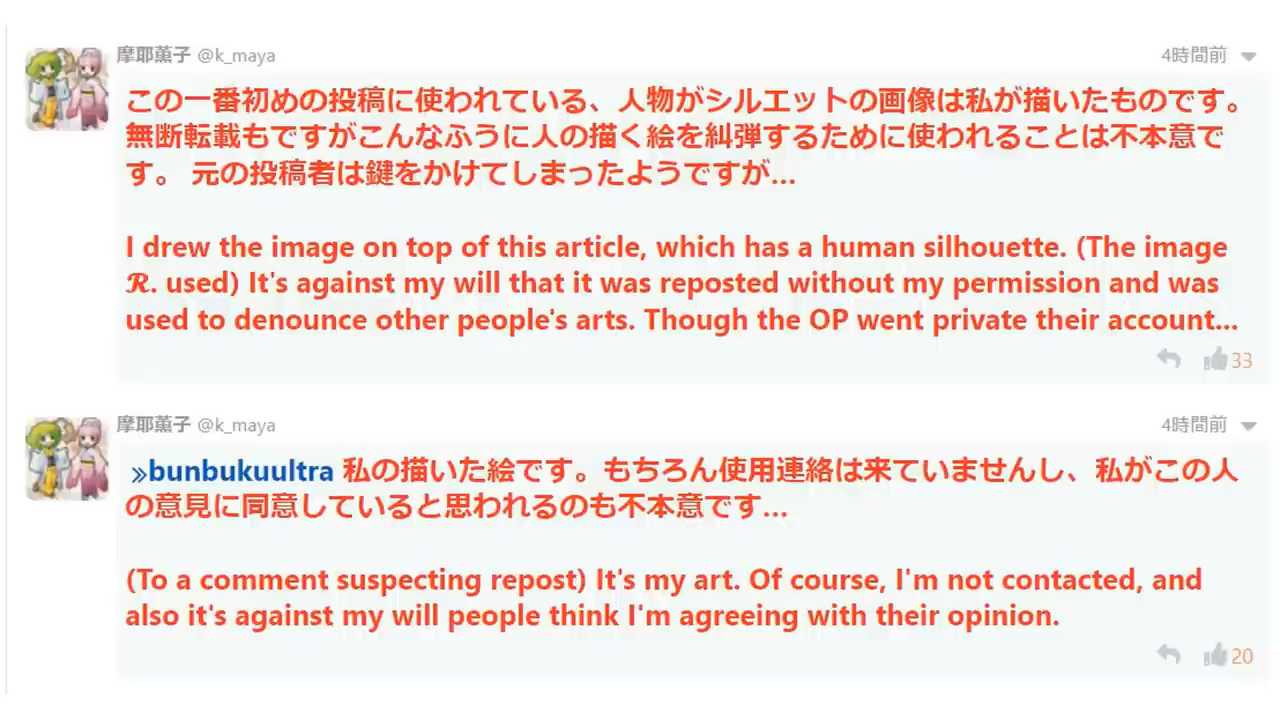 摩耶薫子 @k_maya 4時間前
この一番初めの投稿に使われている、人物がシルエットの画像は私が描いたものです。
無断転載もですがこんなふうに人の描く絵を糾弾するために使われることは不本意で
す。 元の投稿者は鍵をかけてしまったようですが...
I drew the image on top of this article, which has a human silhouette. (The image
𝓡. used) It's against my will that it was reposted without my permission and was
used to denounce other people's arts. Though the OP went private their account...
33
摩耶薫子 @k_maya 4時間前
»bunbukuultra 私の描いた絵です。もちろん使用連絡は来ていませんし、私がこの人
の意見に同意していると思われるのも不本意です...
(To a comment suspecting repost) It's my art. Of course, I'm not contacted, and
also it's against my will people think I'm agreeing with their opinion.
20